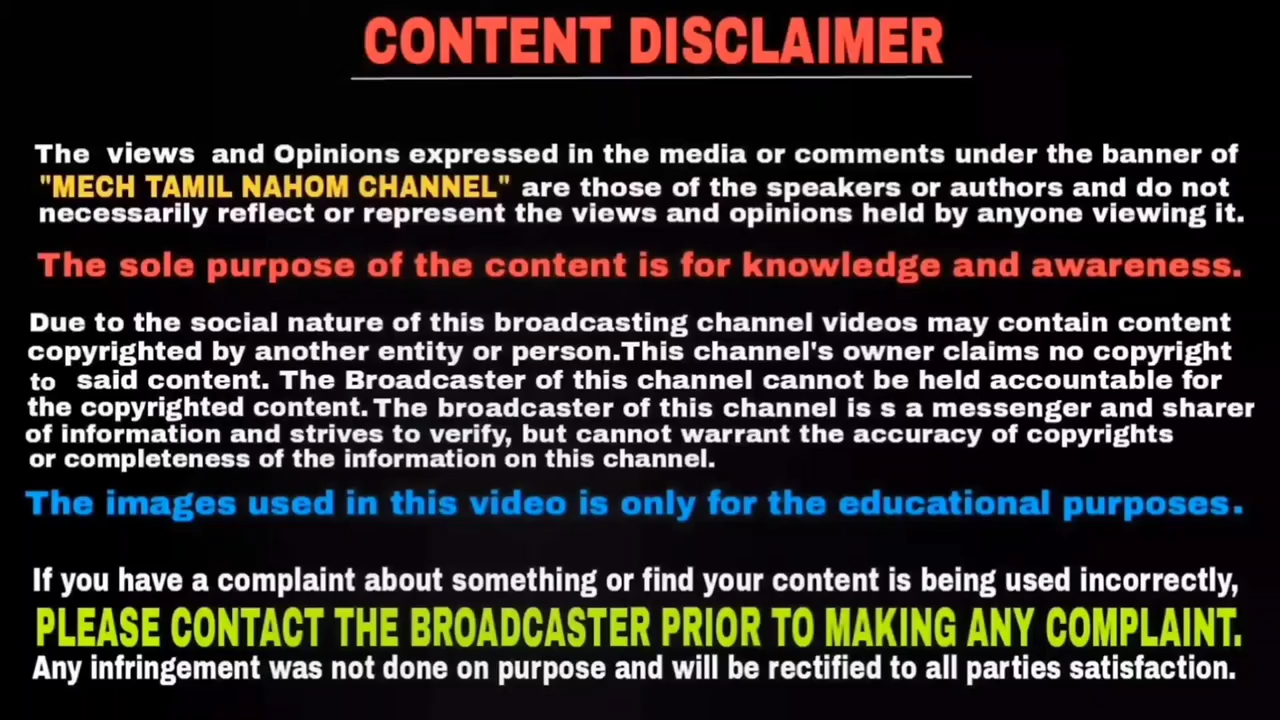 CONTENT DISCLAIMER
The views and Opinions expressed in the media or comments under the banner of
"MECH TAMIL NAHOM CHANNEL" are those of the speakers or authors and do not
necessarily reflect or represent the views and opinions held by anyone viewing it.
The sole purpose of the content is for knowledge and awareness.
Due to the social nature of this broadcasting channel videos may contain content
copyrighted by another entity or person.This channel's owner claims no copyright
to said content. The Broadcaster of this channel cannot be held accountable for
the copyrighted content. The broadcaster of this channel is s a messenger and sharer
of information and strives to verify, but cannot warrant the accuracy of copyrights
or completeness of the information on this channel.
The images used in this video is only for the educational purposes.
If you have a complaint about something or find your content is being used incorrectly,
PLEASE CONTACT THE BROADCASTER PRIOR TO MAKING ANY COMPLAINT.
Any infringement was not done on purpose and will be rectified to all parties satisfaction.